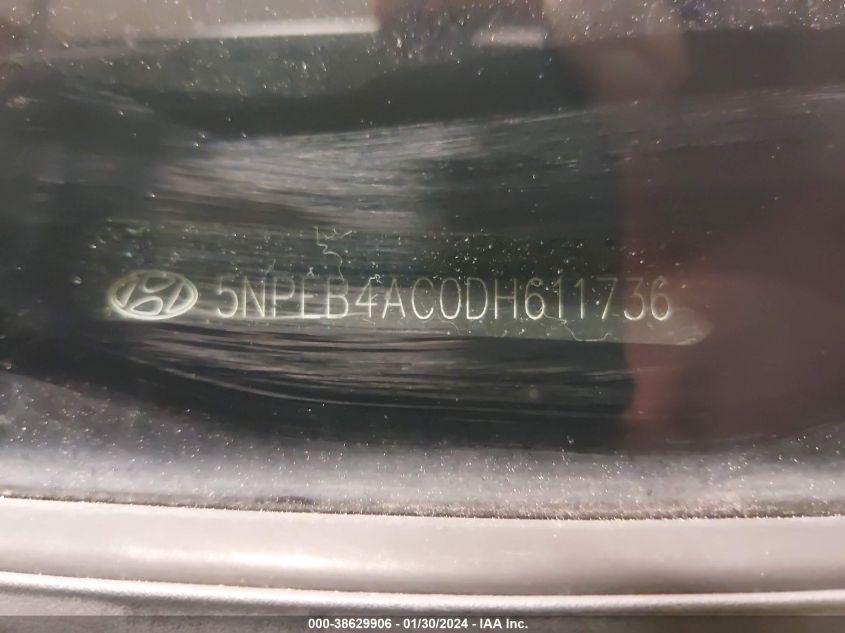 5NPEB4AC0DH611736
000-38629906 - 01/30/2024 - IAA Inc.